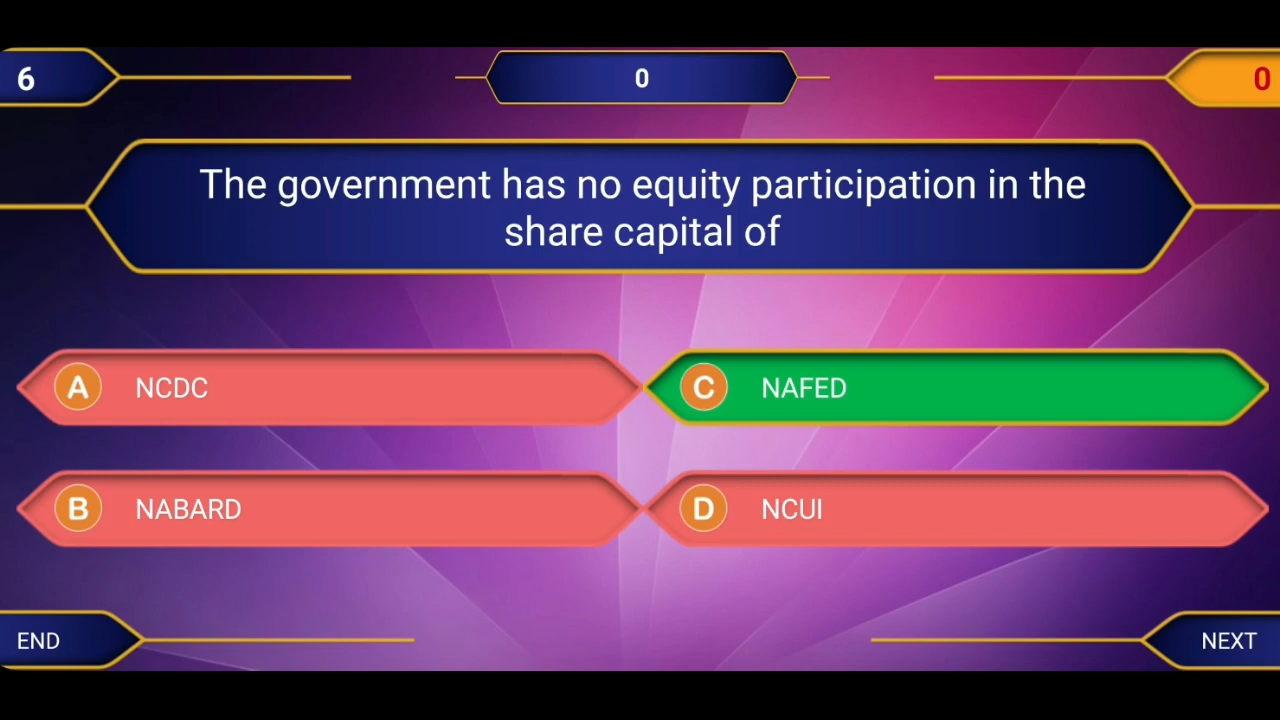 6
0
0
The government has no equity participation in the
share capital of
A NCDC
C NAFED
B NABARD
D NCUI
END
NEXT